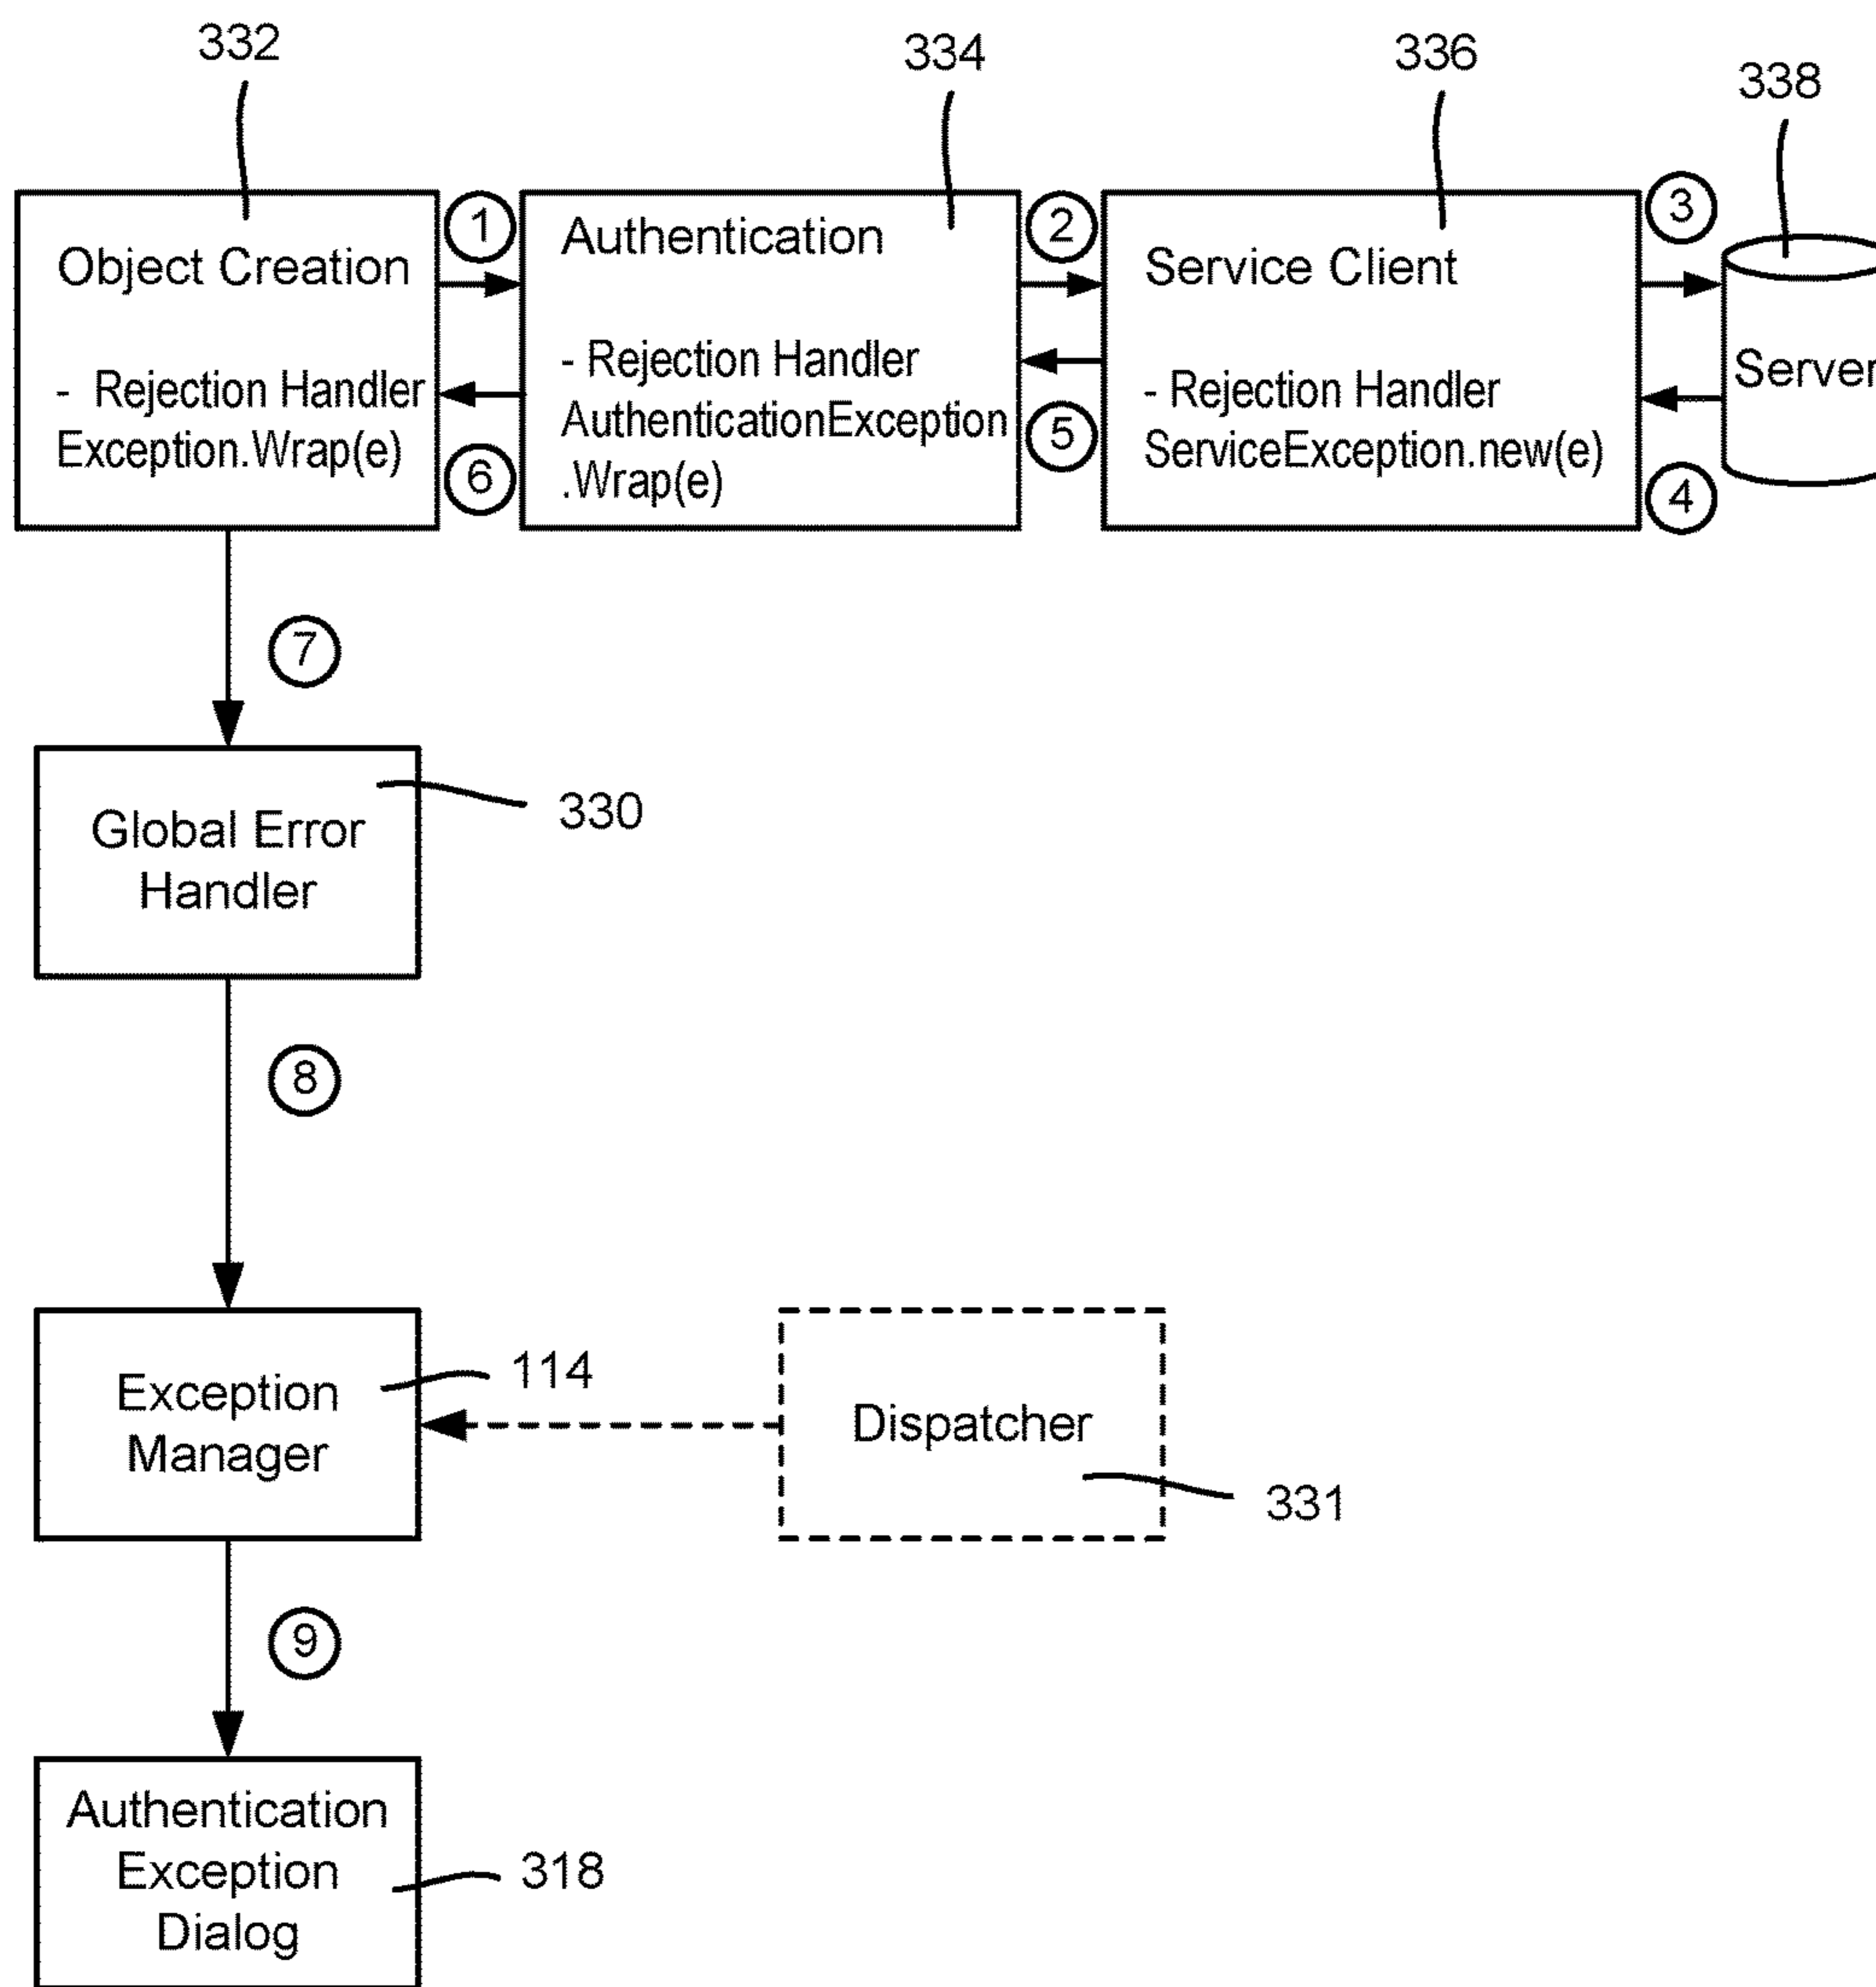 332
334
336
338
Object Creation
- Rejection Handler
Exception.Wrap(e)
1
6
Authentication
- Rejection Handler
AuthenticationException
.Wrap(e)
2
5
Service Client
- Rejection Handler
ServiceException.new(e)
3
4
Server
7
Global Error
Handler
330
8
Exception
Manager
114
Dispatcher
331
9
Authentication
Exception
Dialog
318